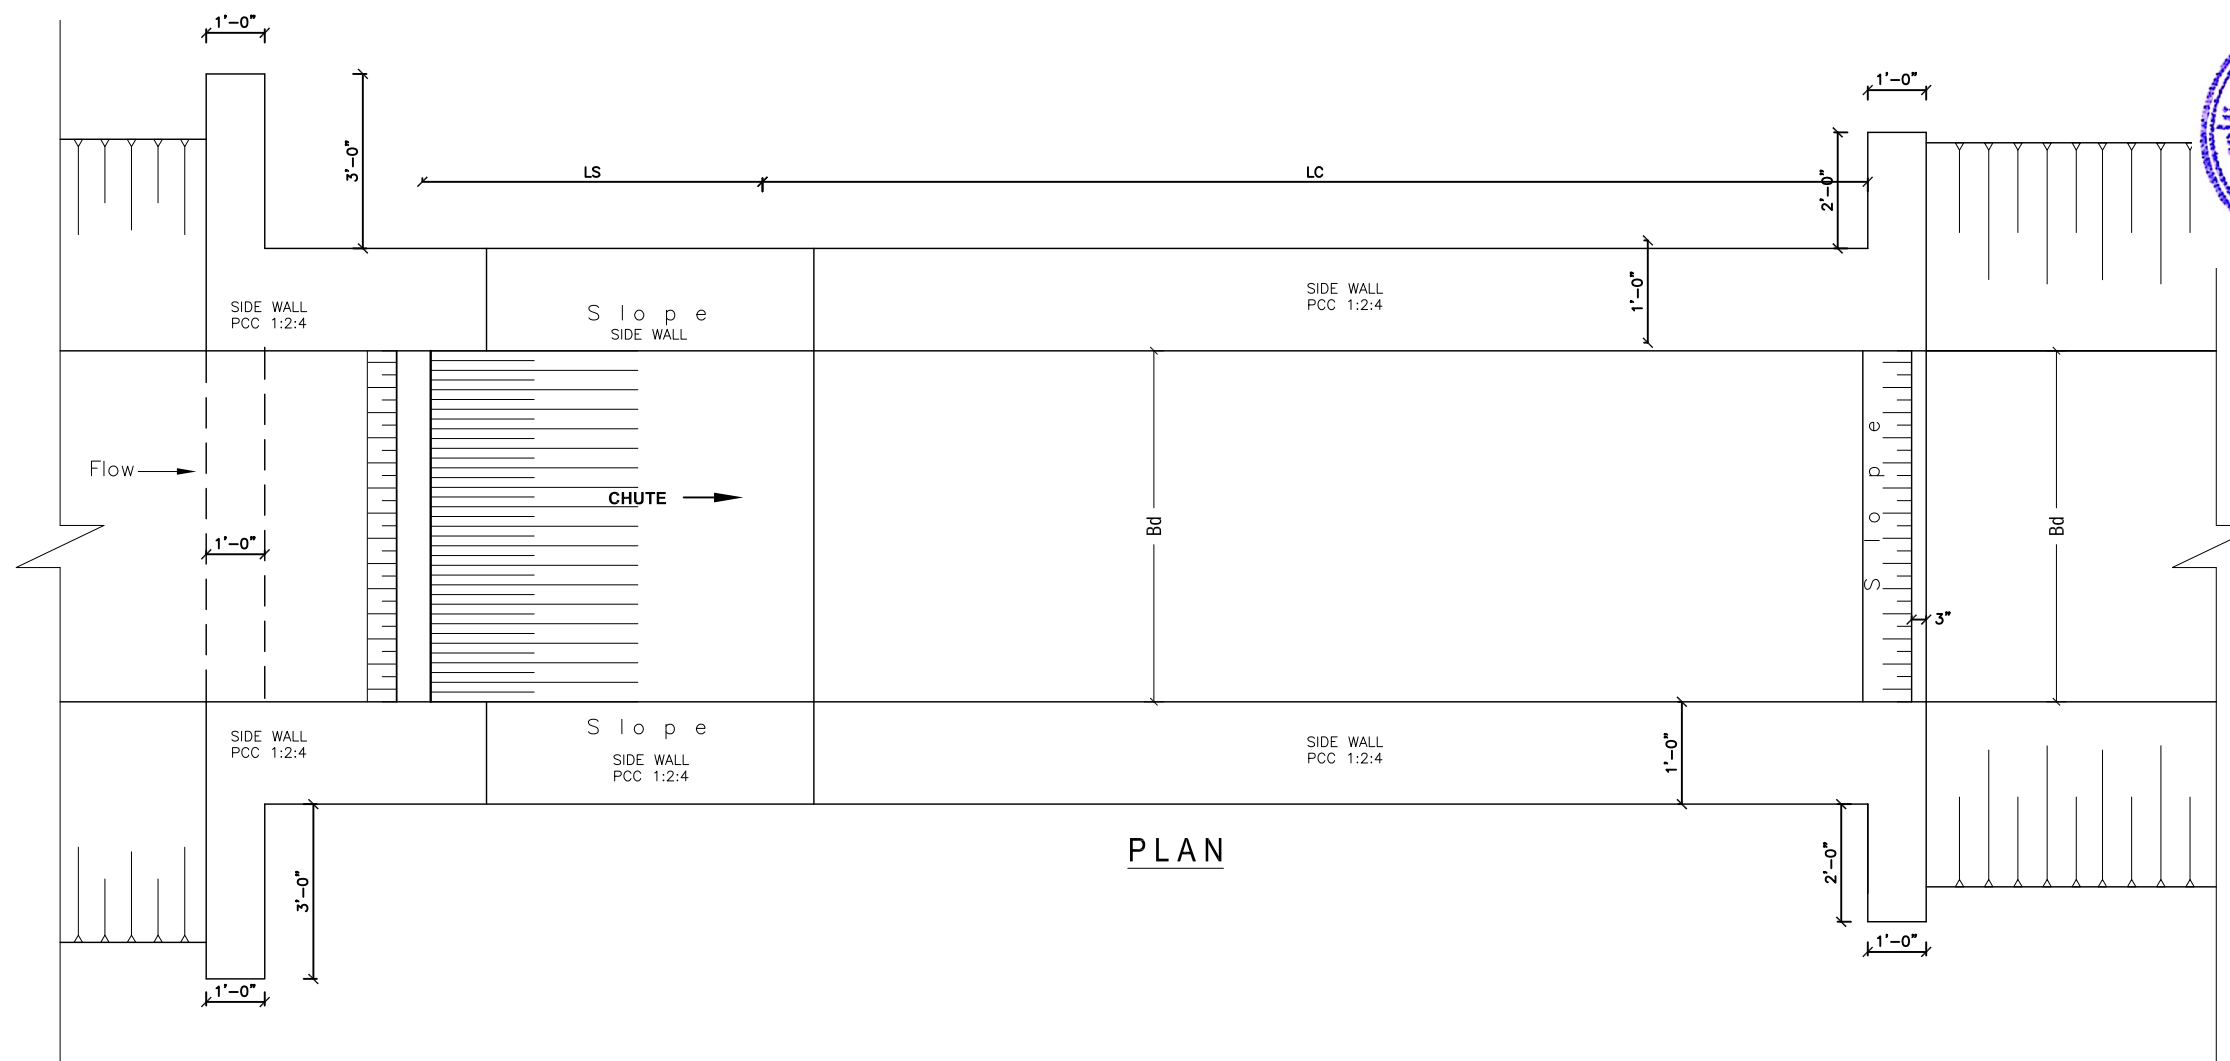 1'-0"
1'-0"
3'-0"
LS
LC
2'-0"
SIDE WALL
PCC 1:2:4
Slope
SIDE WALL
SIDE WALL
PCC 1:2:4
1'-0"
Flow
CHUTE
Slope
1'-0"
Bd
Bd
3"
SIDE WALL
PCC 1:2:4
Slope
SIDE WALL
PCC 1:2:4
SIDE WALL
PCC 1:2:4
1'-0"
PLAN
3'-0"
2'-0"
1'-0"
1'-0"